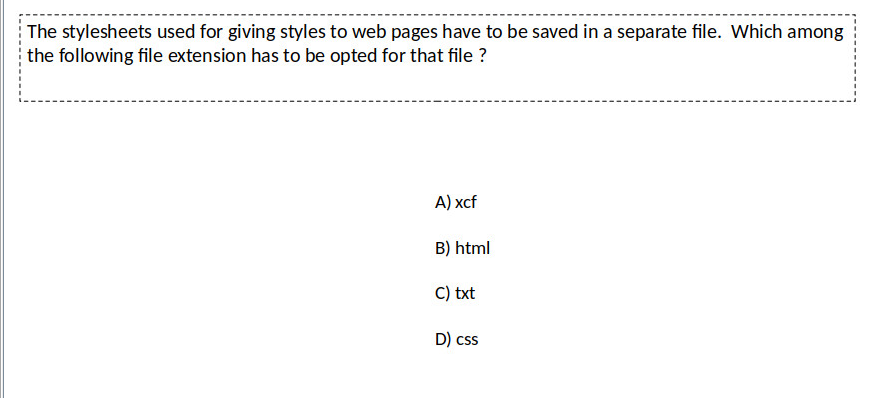 The stylesheets used for giving styles to web pages have to be saved in a separate file.  Which among
the following file extension has to be opted for that file ?
A) xcf
B) html
C) txt
D) css